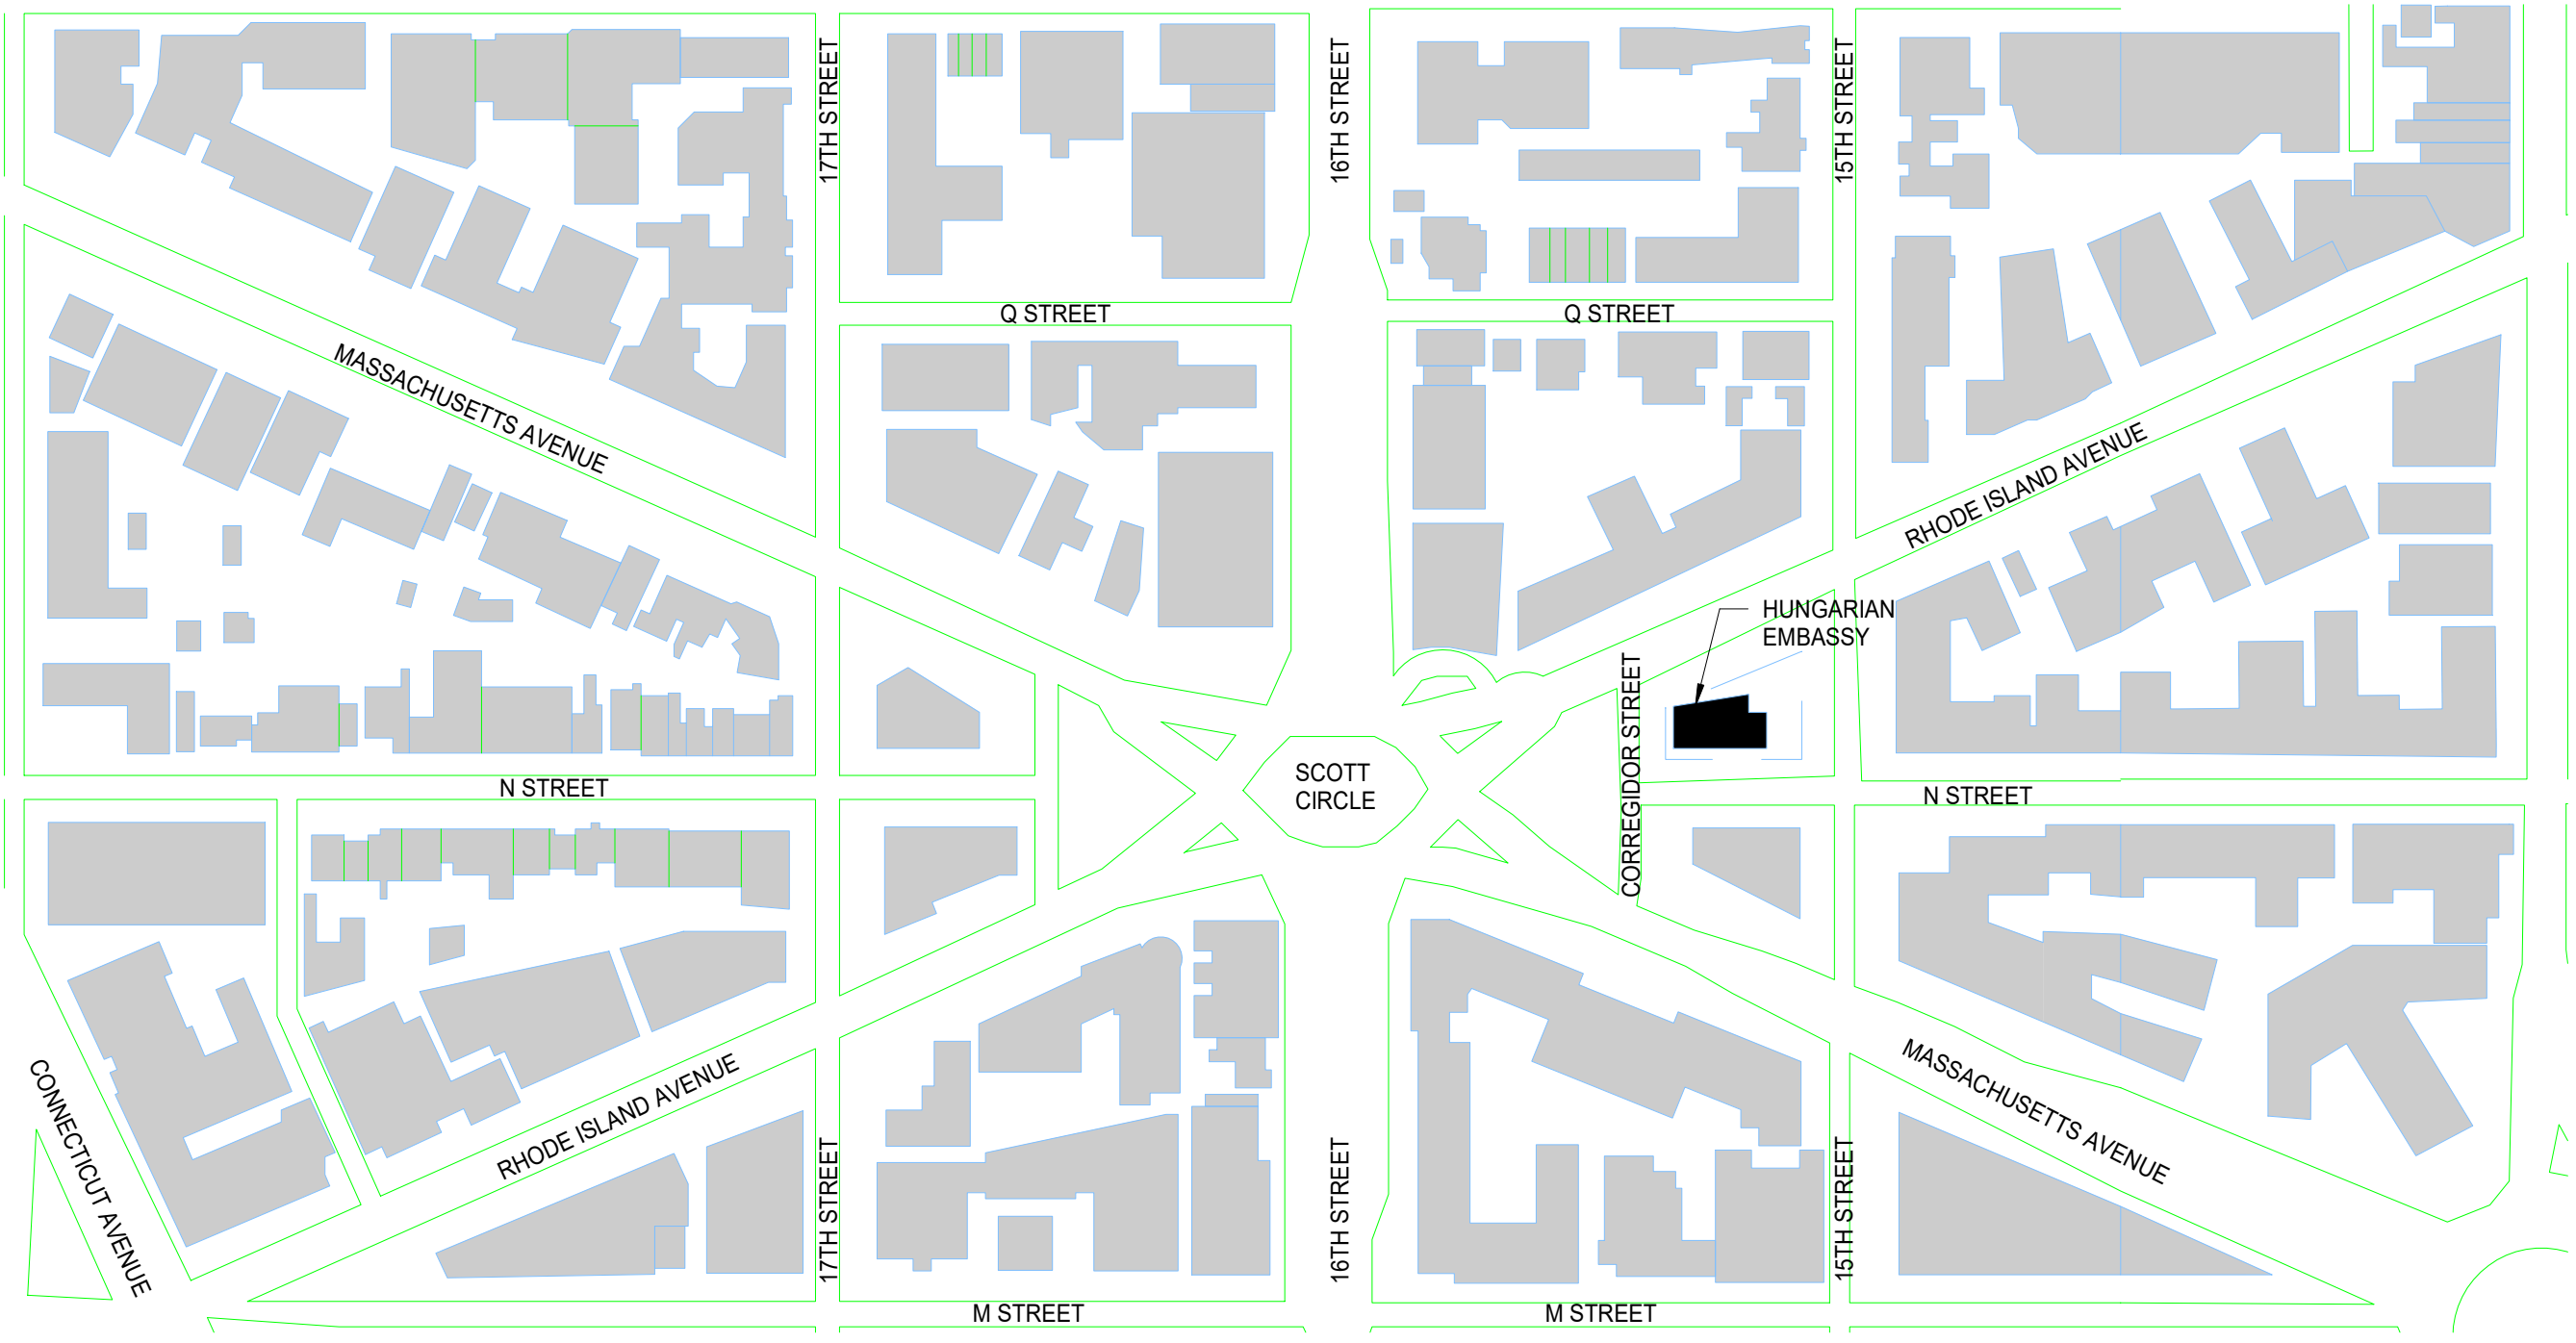 17TH STREET
16TH STREET
15TH STREET
Q STREET
Q STREET
MASSACHUSETTS AVENUE
RHODE ISLAND AVENUE
HUNGARIAN
EMBASSY
CORREGIDOR STREET
SCOTT
CIRCLE
N STREET
N STREET
CONNECTICUT AVENUE
RHODE ISLAND AVENUE
MASSACHUSETTS AVENUE
17TH STREET
16TH STREET
15TH STREET
M STREET
M STREET